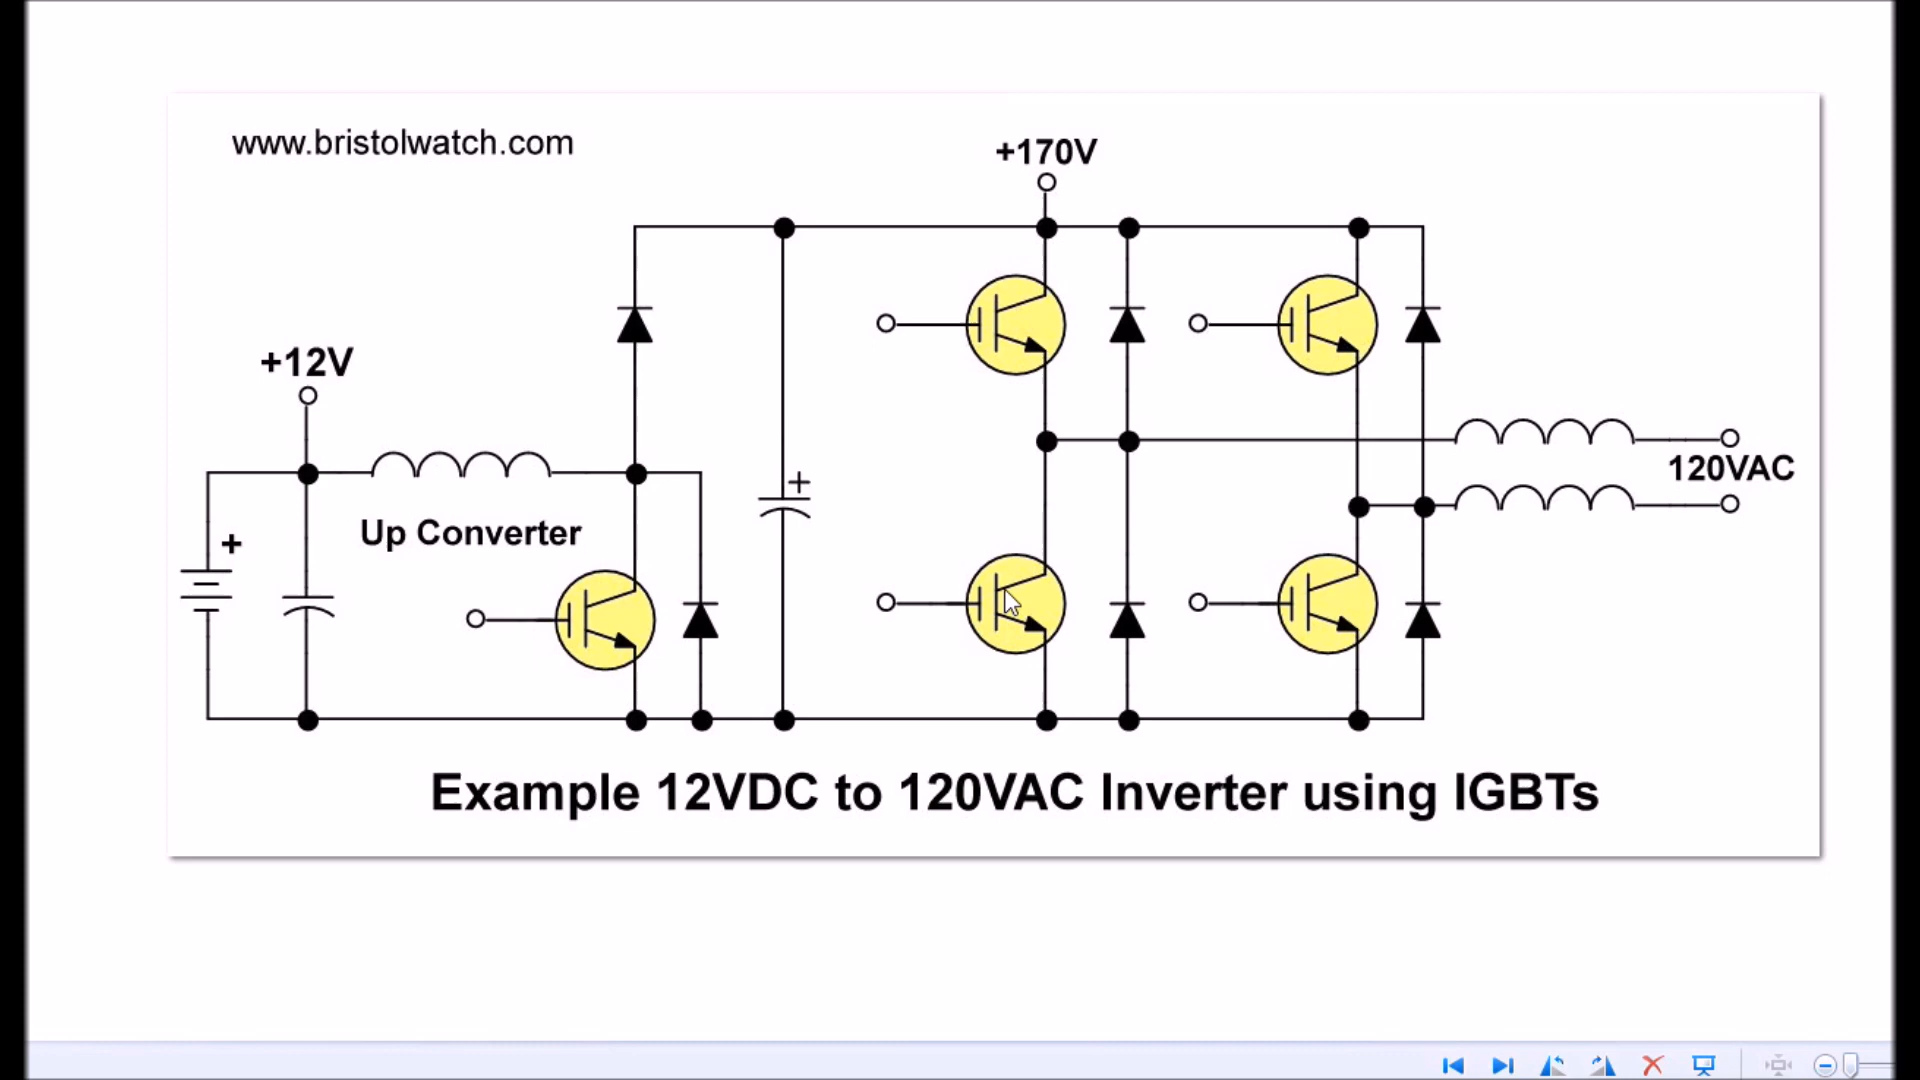 www.bristolwatch.com
+170V
+12V
+
120VAC
Up Converter
+
Example 12VDC to 120VAC Inverter using IGBTs